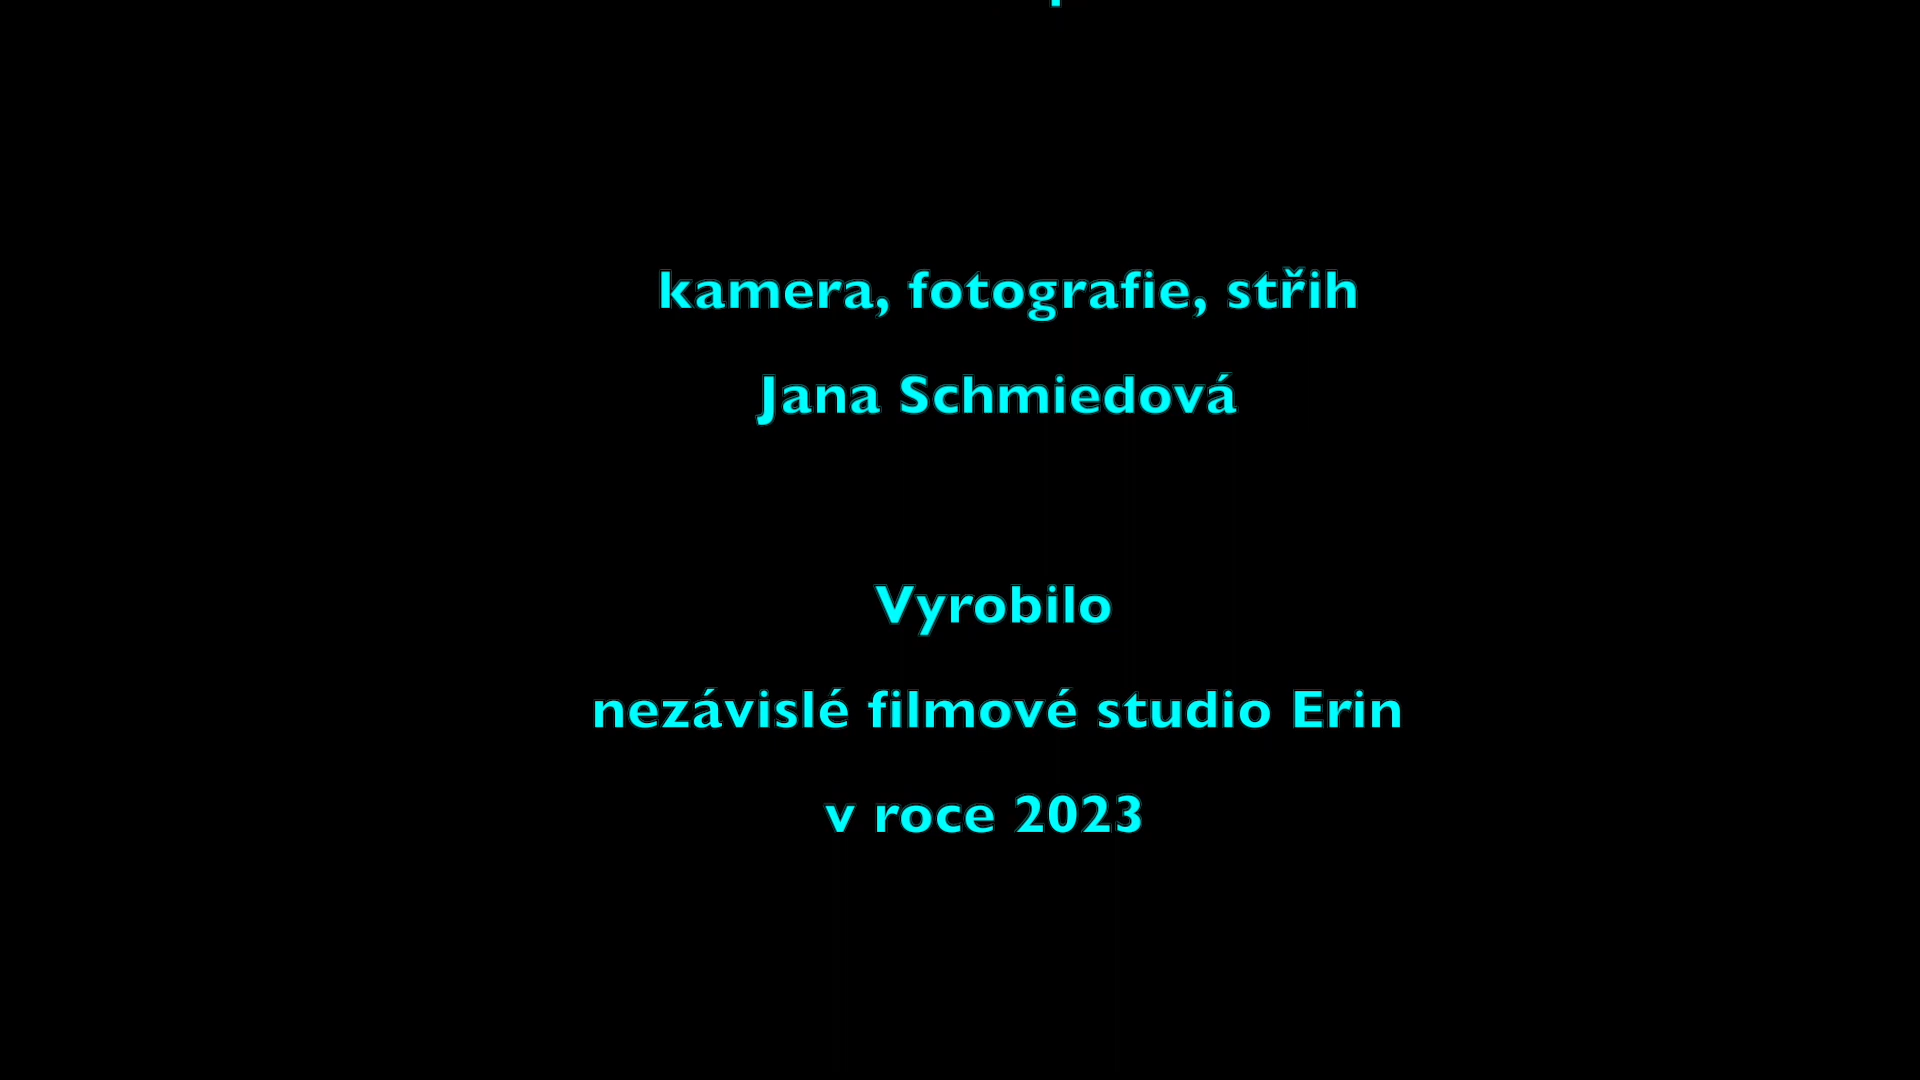 kamera, fotografie, střih
Jana Schmiedová
Vyrobilo
nezávislé filmové studio Erin
v roce 2023